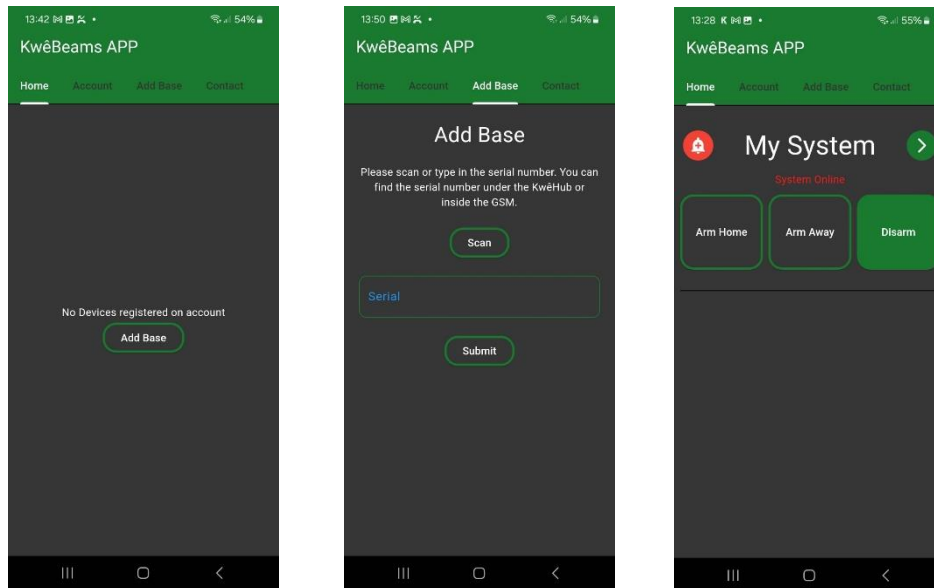 13:42
54%
KwêBeams APP
Home Account Add Base Contact
No Devices registered on account
Add Base
13:50
54%
KwêBeams APP
Home Account Add Base Contact
Add Base
Please scan or type in the serial number. You can
find the serial number under the KwêHub or
inside the GSM.
Scan
Serial
Submit
13:28 K
55%
KwêBeams APP
Home Account Add Base Contact
My System
System Online
Arm Home
Arm Away
DIsarm